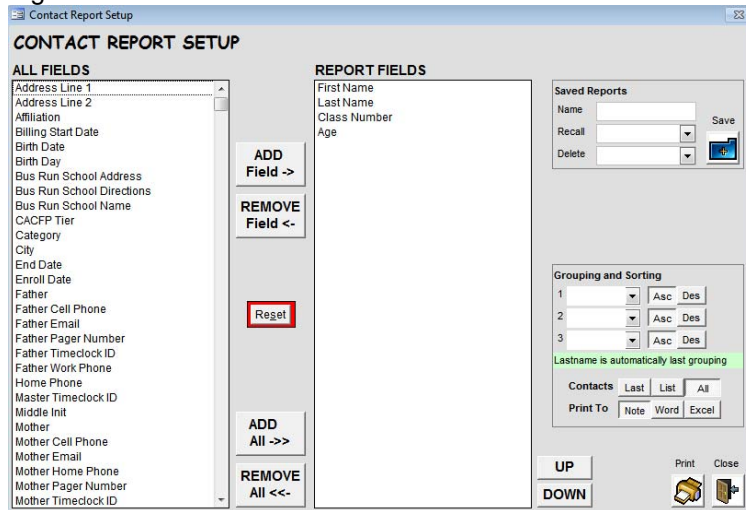 Contact Report Setup
CONTACT REPORT SETUP
ALL FIELDS
Address Line 1
Address Line 2
Affiliation
Billing Start Date
Birth Date
Birth Day
Bus Run School Address
Bus Run School Directions
Bus Run School Name
CACFP Tier
Category
City
End Date
Enroll Date
Father
Father Cell Phone
Father Email
Father Pager Number
Father Timeclock ID
Father Work Phone
Home Phone
Master Timeclock ID
Middle Init
Mother
Mother Cell Phone
Mother Email
Mother Home Phone
Mother Pager Number
Mother Timeclock ID
ADD
Field ->
REMOVE
Field <-
Reset
ADD
All ->>
REMOVE
All <<-
REPORT FIELDS
First Name
Last Name
Class Number
Age
Saved Reports
Name
Recall
Delete
Save
Grouping and Sorting
1 Asc Des
2 Asc Des
3 Asc Des
Lastname is automatically last grouping
Contacts Last List All
Print To Note Word Excel
UP
DOWN
Print Close